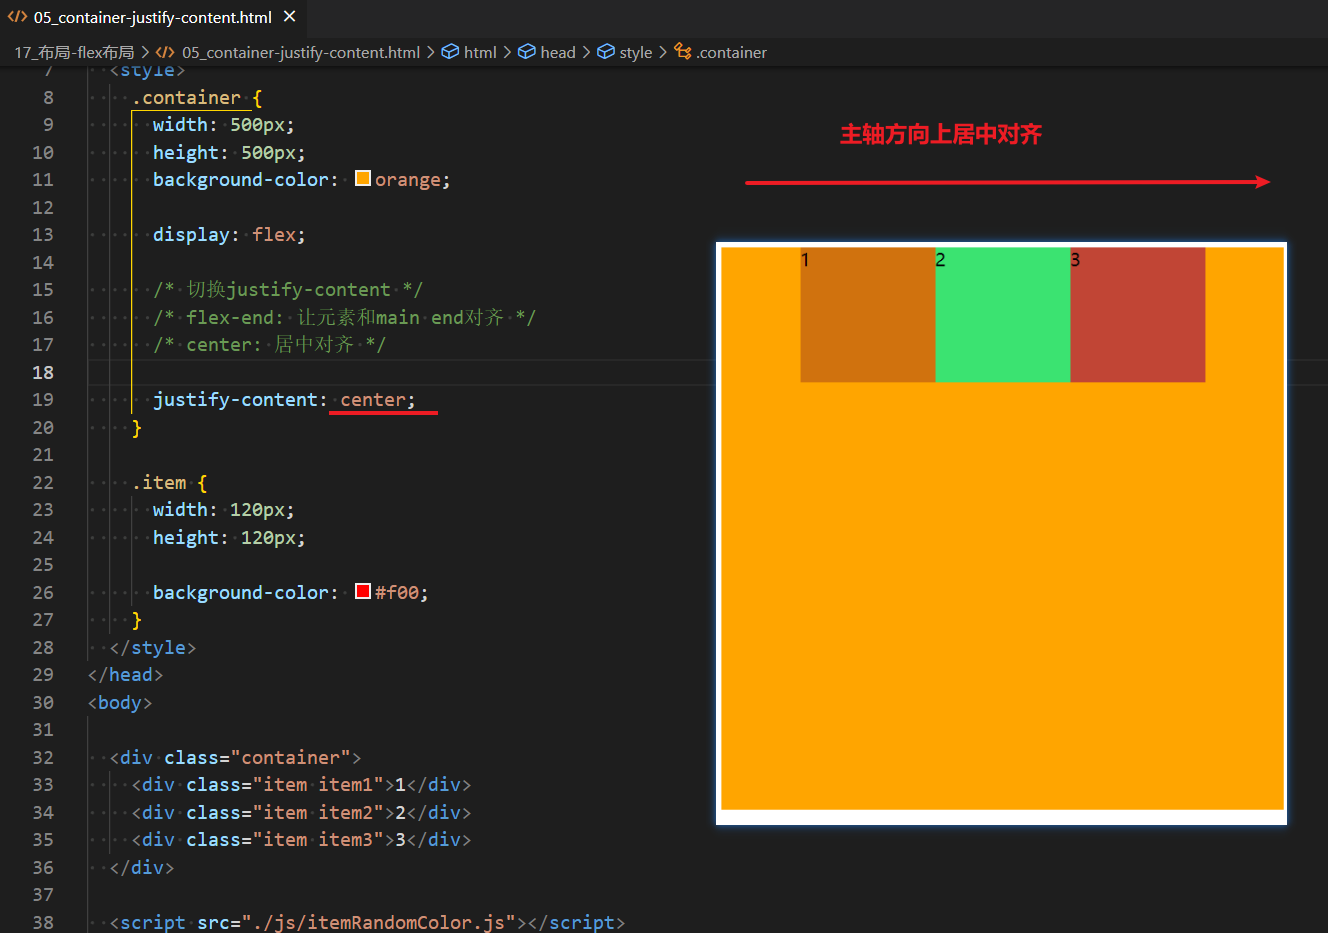 05_container-justify-content.html
17_布局-flex布局 > 05_container-justify-content.html > html > head > style > .container
7 <style>
8 .container {
9 width: 500px;
10 height: 500px;
11 background-color: orange;
12
13 display: flex;
14
15 /* 切换justify-content */
16 /* flex-end: 让元素和main end对齐 */
17 /* center: 居中对齐 */
18
19 justify-content: center;
20 }
21
22 .item {
23 width: 120px;
24 height: 120px;
25
26 background-color: #f00;
27 }
28 </style>
29 </head>
30 <body>
31
32 <div class="container">
33 <div class="item item1">1</div>
34 <div class="item item2">2</div>
35 <div class="item item3">3</div>
36 </div>
37
38 <script src="./js/itemRandomColor.js"></script>
主轴方向上居中对齐
1 2 3